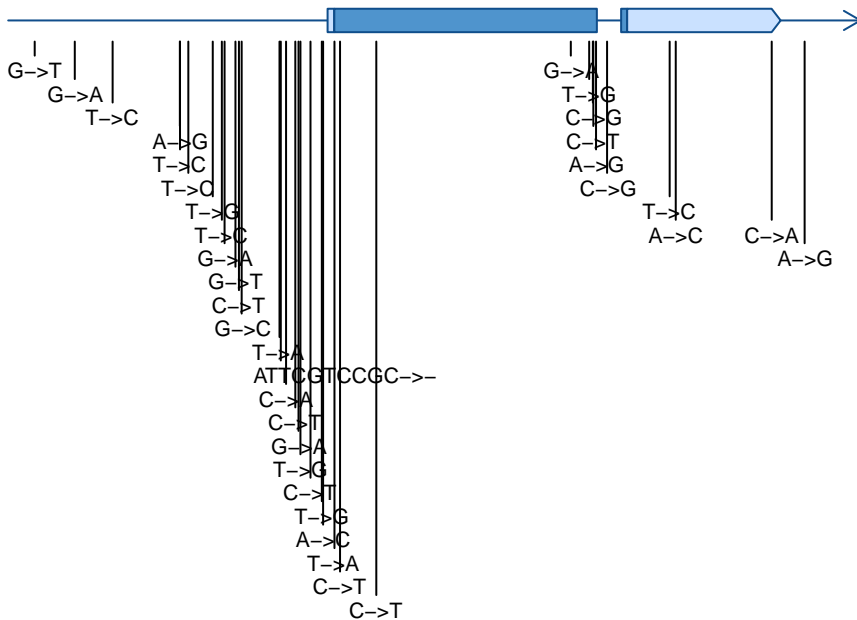 G->T G->A
G->A T->G
T->C C->G
A->G C->T
T->C A->G
T->C C->G
T->G T->C
T->C A->C C->A
G->A A->G
G->T
C->T
G->C
T->A
ATTCGTCCGC->-
C->A
C->T
G->A
T->G
C->T
T->G
A->C
T->A
C->T
C->T